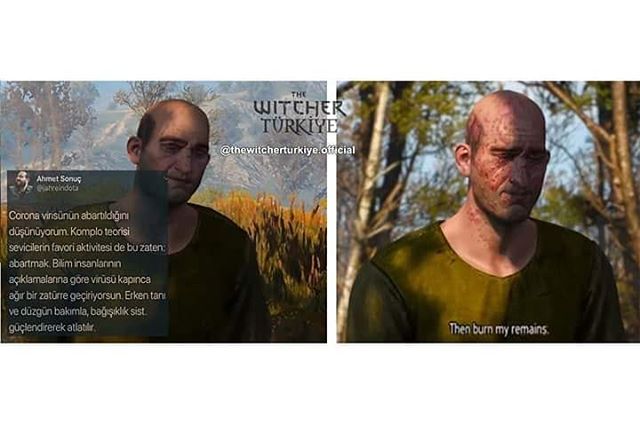 THE
WITCHER
TÜRKİYE
@thewitcherturkiye.official
Ahmet Sonuç
@jahreindota
Corona virisünün abartıldığını
düşünüyorum. Komplo teorisi
sevicilerin favori aktivitesi de bu zaten:
abartmak. Bilim insanlarının
açıklamalarına göre virüsü kapınca
ağır bir zatürre geçiriyorsun. Erken tanı
ve düzgün bakımla, bağışıklık sist.
güçlendirerek atlatılır.
Then burn my remains.